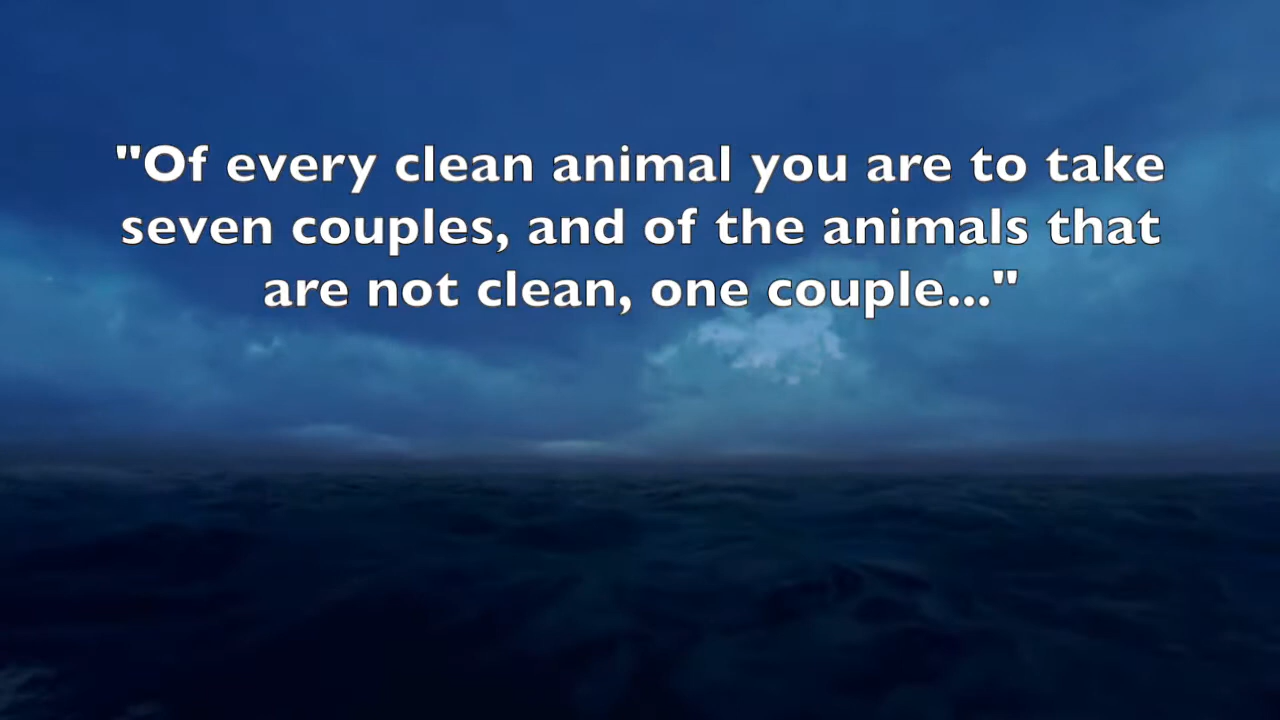 "Of every clean animal you are to take
seven couples, and of the animals that
are not clean, one couple..."